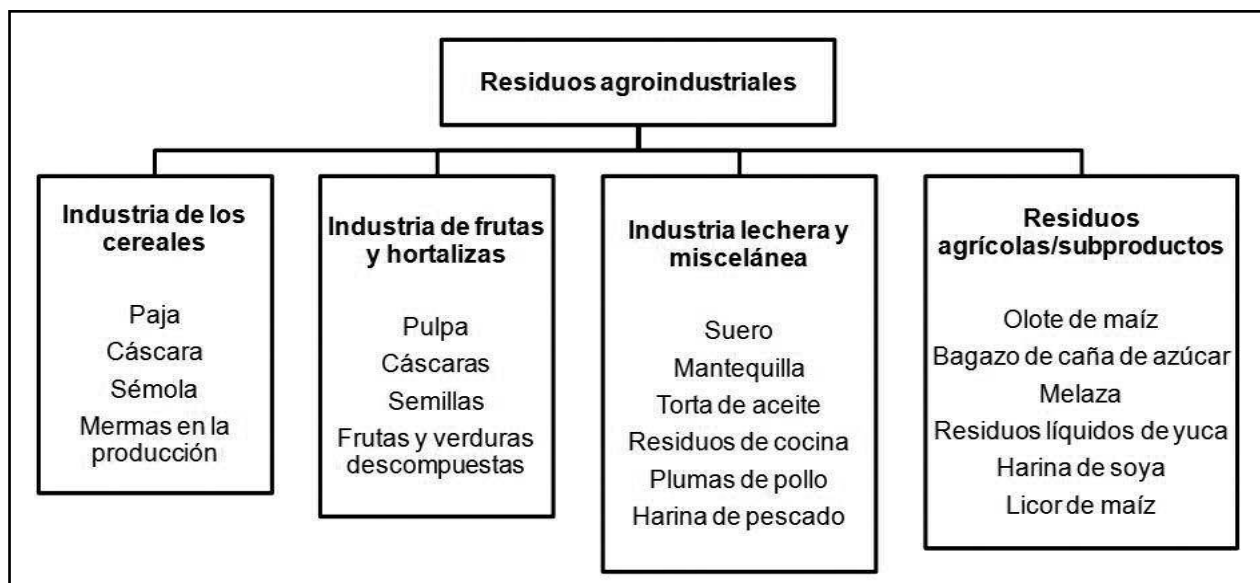 Residuos agroindustriales
Industria de los
cereales
Paja
Cáscara
Sémola
Mermas en la
producción
Industria de frutas
y hortalizas
Pulpa
Cáscaras
Semillas
Frutas y verduras
descompuestas
Industria lechera y
miscelánea
Suero
Mantequilla
Torta de aceite
Residuos de cocina
Plumas de pollo
Harina de pescado
Residuos
agrícolas/subproductos
Olote de maíz
Bagazo de caña de azúcar
Melaza
Residuos líquidos de yuca
Harina de soya
Licor de maíz